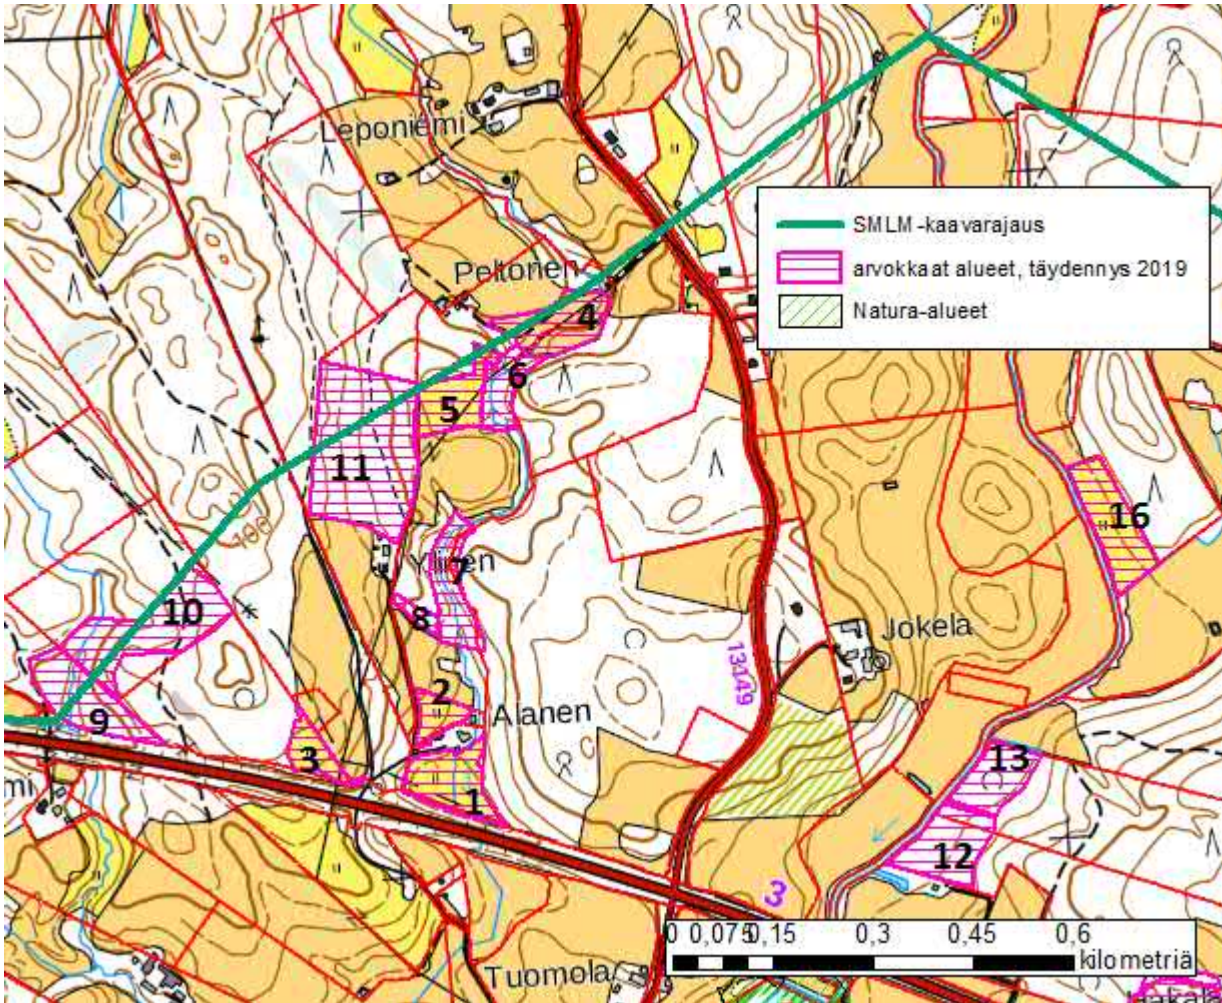 Leponiemi
SMLM-kaavarajaus
arvokkaat alueet, täydennys 2019
Natura-alueet
Peltonen
4
6
5
11
16
Ylinen
7
10
8
Jokela
13149
2
Alanen
9
3
13
1
12
3
0 0,075 0,15 0,3 0,45 0,6
kilometriä
Tuomola
100